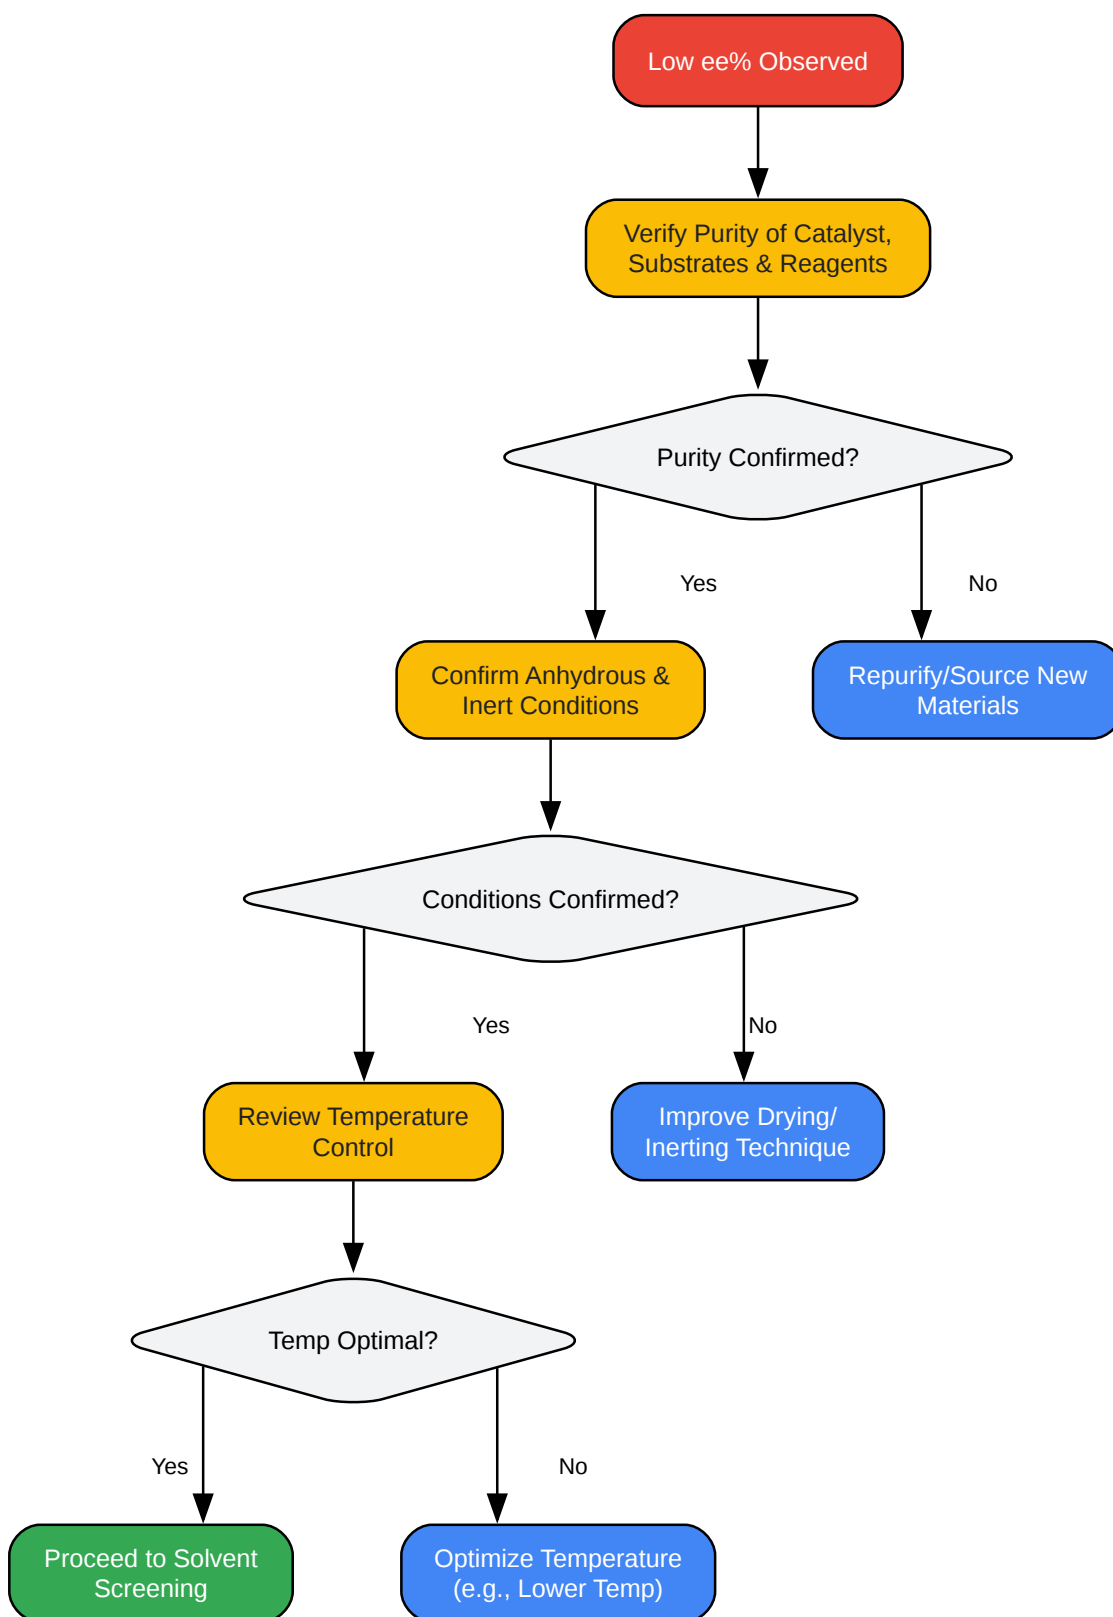 Low ee% Observed
Verify Purity of Catalyst,
Substrates & Reagents
Purity Confirmed?
Yes
No
Confirm Anhydrous &
Inert Conditions
Repurify/Source New
Materials
Conditions Confirmed?
Yes
No
Review Temperature
Control
Improve Drying/
Inerting Technique
Temp Optimal?
Yes
No
Proceed to Solvent
Screening
Optimize Temperature
(e.g., Lower Temp)